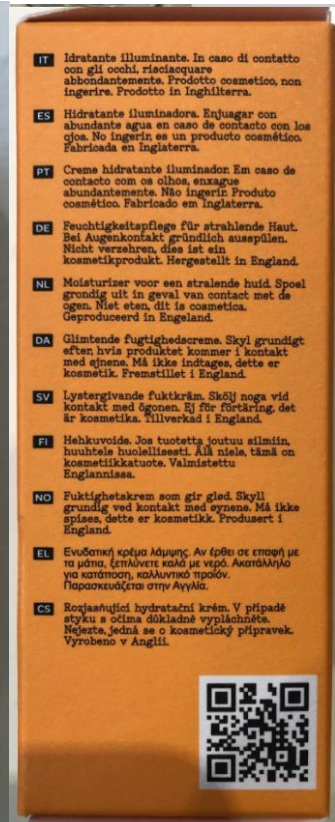 IT Idratante illuminante. In caso di contatto
con gli occhi, risciacquare
abbondantemente. Prodotto cosmetico, non
ingerire. Prodotto in Inghilterra.
ES Hidratante iluminadora. Enjuagar con
abundante agua en caso de contacto con los
ojos. No ingerir, es un producto cosmético.
Fabricada en Inglaterra.
PT Creme hidratante iluminador. Em caso de
contacto com os olhos, enxague
abundantemente. Não ingerir. Produto
cosmético. Fabricado em Inglaterra.
DE Feuchtigkeitspflege für strahlende Haut.
Bei Augenkontakt gründlich ausspülen.
Nicht verzehren, dies ist ein
kosmetikprodukt. Hergestellt in England.
NL Moisturizer voor een stralende huid. Spoel
grondig uit in geval van contact met de
ogen. Niet eten, dit is cosmetica.
Geproduceerd in Engeland.
DA Glimtende fugtighedscreme. Skyl grundigt
efter, hvis produktet kommer i kontakt
med øjnene. Må ikke indtages, dette er
kosmetik. Fremstillet i England.
SV Lystergivande fuktkräm. Skölj noga vid
kontakt med ögonen. Ej för förtäring, det
är kosmetika. Tillverkad i England.
FI Hehkuvoide. Jos tuotetta joutuu silmiin,
huuhtele huolellisesti. Älä niele, tämä on
kosmetiikkatuote. Valmistettu
Englannissa.
NO Fuktighetskrem som gir glød. Skyll
grundig ved kontakt med øynene. Må ikke
spises, dette er kosmetikk. Produsert i
England.
EL Ενυδατική κρέμα λάμψης. Αν έρθει σε επαφή με
τα μάτια, ξεπλύνετε καλά με νερό. Ακατάλληλο
για κατάποση, καλλυντικό προϊόν.
Παρασκευάζεται στην Αγγλία.
CS Rozjasňující hydratační krém. V případě
styku s očima důkladně vypláchněte.
Nejezte, jedná se o kosmetický přípravek.
Vyrobeno v Anglii.